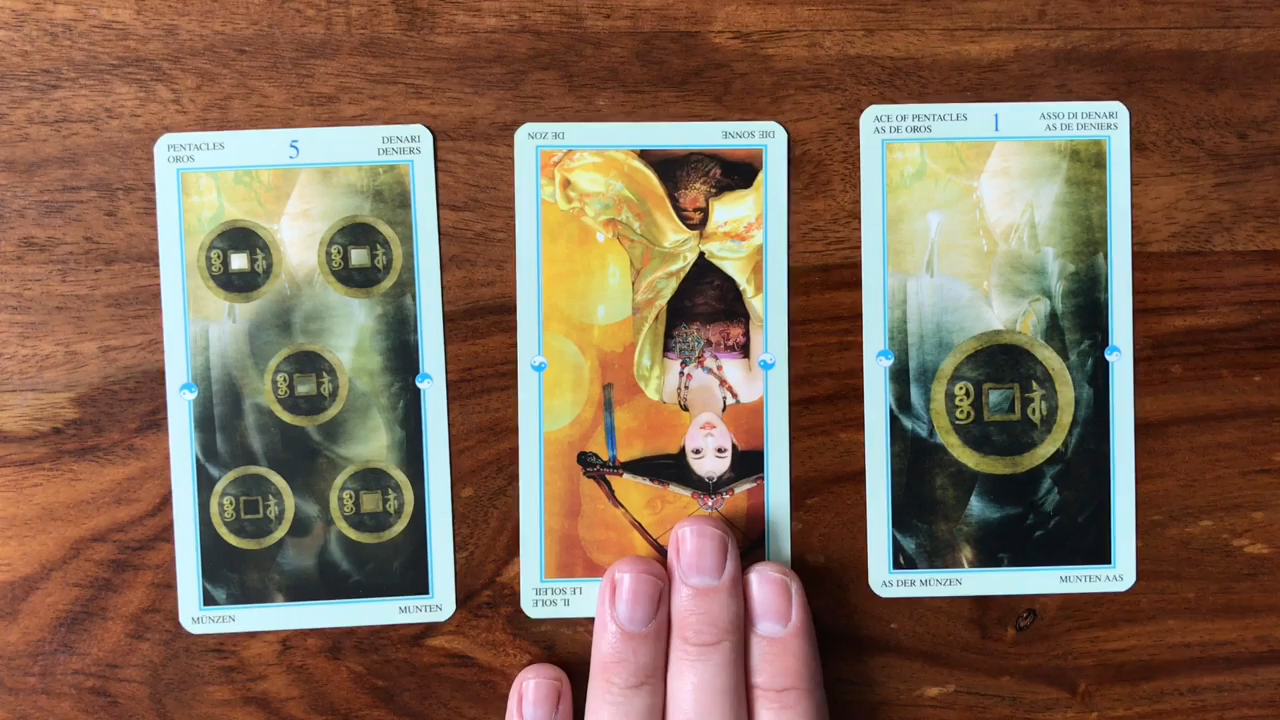 PENTACLES
OROS
5
DENARI
DENIERS
MÜNZEN
MUNTEN
DE ZON
DIE SONNE
IL SOLE
LE SOLEIL
ACE OF PENTACLES
AS DE OROS
1
ASSO DI DENARI
AS DE DENIERS
AS DER MÜNZEN
MUNTEN AAS